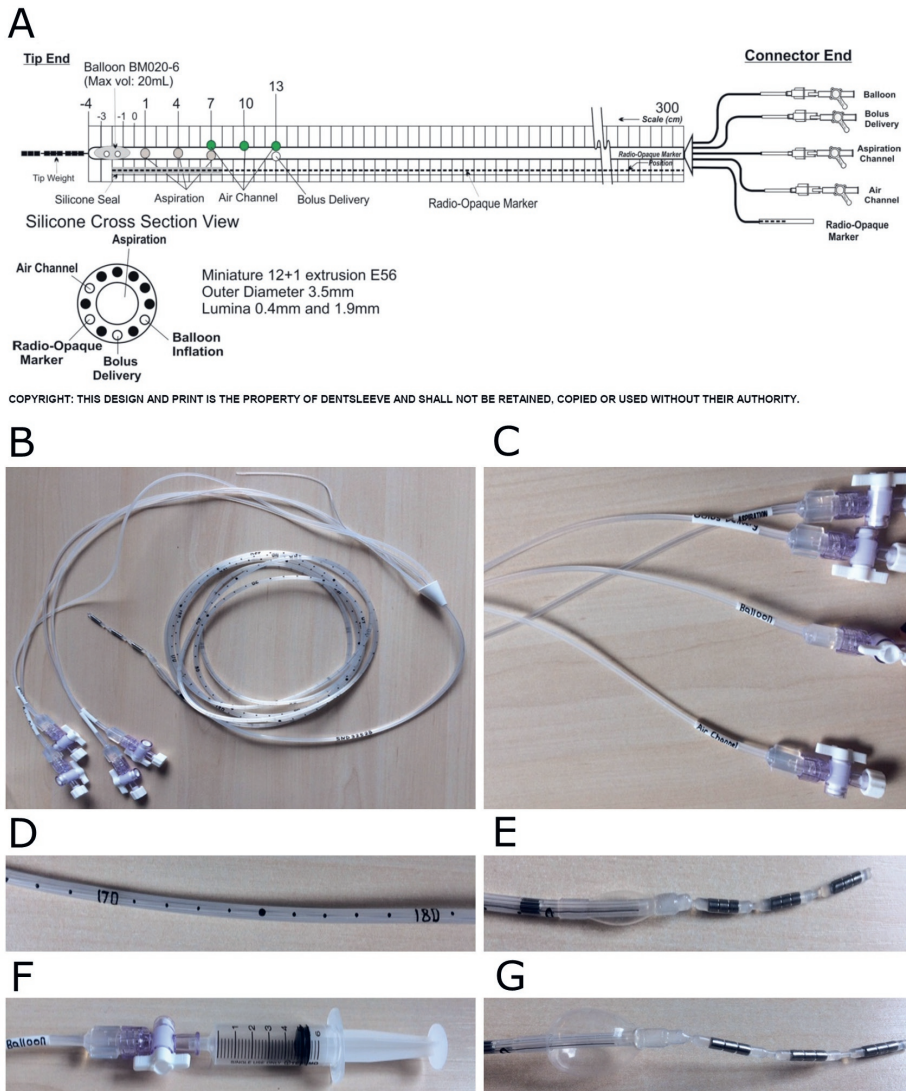 A
Tip End
Balloon BM020-6
(Max vol: 20mL)
Connector End
-4
-3
-1
0
1
4
7
10
13
300
Scale (cm)
Balloon
Bolus
Delivery
Aspiration
Channel
Air
Channel
Radio-Opaque
Marker
Radio-Opaque Marker
Position
Tip Weight
Silicone Seal
Aspiration
Air Channel
Bolus Delivery
Radio-Opaque Marker
Silicone Cross Section View
Aspiration
Air Channel
Radio-Opaque
Marker
Bolus
Delivery
Balloon
Inflation
Miniature 12+1 extrusion E56
Outer Diameter 3.5mm
Lumina 0.4mm and 1.9mm
COPYRIGHT: THIS DESIGN AND PRINT IS THE PROPERTY OF DENTSLEEVE AND SHALL NOT BE RETAINED, COPIED OR USED WITHOUT THEIR AUTHORITY.
B
C
ASPIRATION
Balloon
Air Channel
D
170
180
E
F
Balloon
1
2
3
4
6
G